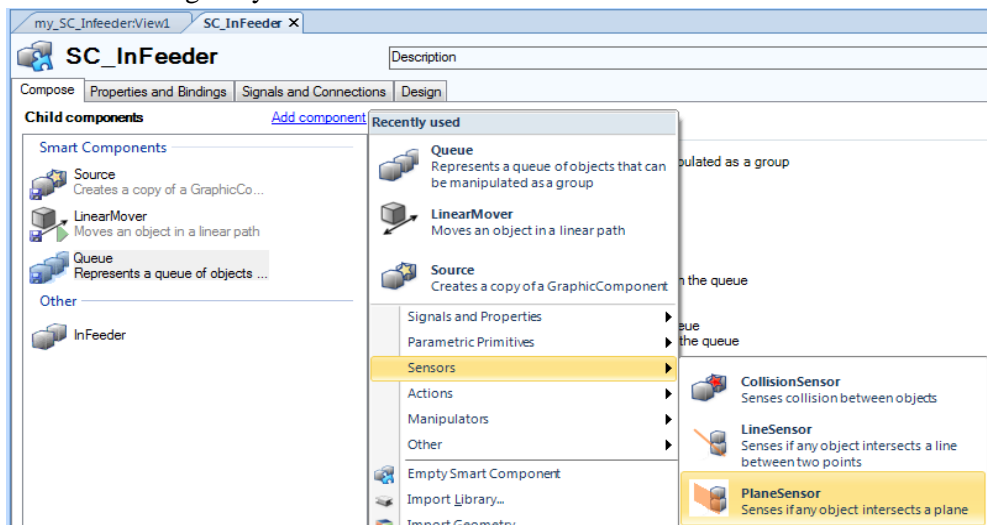 my_SC_Infeeder:View1 SC_InFeeder X
SC_InFeeder Description
Compose Properties and Bindings Signals and Connections Design
Child components Add component
Smart Components
Source
Creates a copy of a GraphicCo...
LinearMover
Moves an object in a linear path
Queue
Represents a queue of objects ...
Other
InFeeder
Recently used
Queue
Represents a queue of objects that can
be manipulated as a group
LinearMover
Moves an object in a linear path
Source
Creates a copy of a GraphicComponent
Signals and Properties
Parametric Primitives
Sensors
Actions
Manipulators
Other
Empty Smart Component
Import Library...
Import Geometry
as a group
the queue
the queue
CollisionSensor
Senses collision between objects
LineSensor
Senses if any object intersects a line
between two points
PlaneSensor
Senses if any object intersects a plane